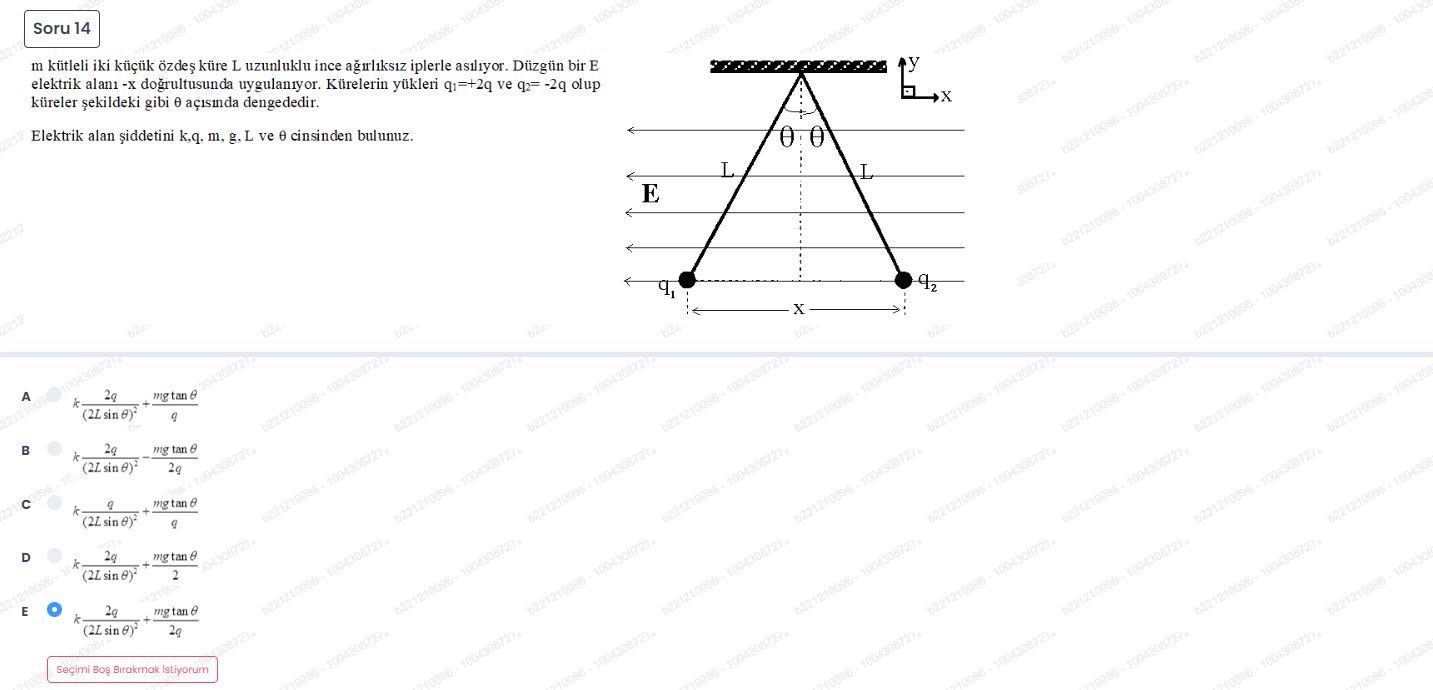 Soru 14
m kütleli iki küçük özdeş küre L uzunluklu ince ağırlıksız iplerle asılıyor. Düzgün bir E
elektrik alanı -x doğrultusunda uygulanıyor. Kürelerin yükleri q₁=+2q ve q₂= -2q olup
küreler şekildeki gibi θ açısında dengededir.
Elektrik alan şiddetini k,q, m, g, L ve θ cinsinden bulunuz.
y
x
θ θ
L L
E
q₁ q₂
x
A k 2q/(2L sin θ)² + mg tan θ/q
B k 2q/(2L sin θ)² − mg tan θ/2q
C k q/(2L sin θ)² + mg tan θ/q
D k 2q/(2L sin θ)² + mg tan θ/2
E k 2q/(2L sin θ)² + mg tan θ/2q
Seçimi Boş Bırakmak İstiyorum